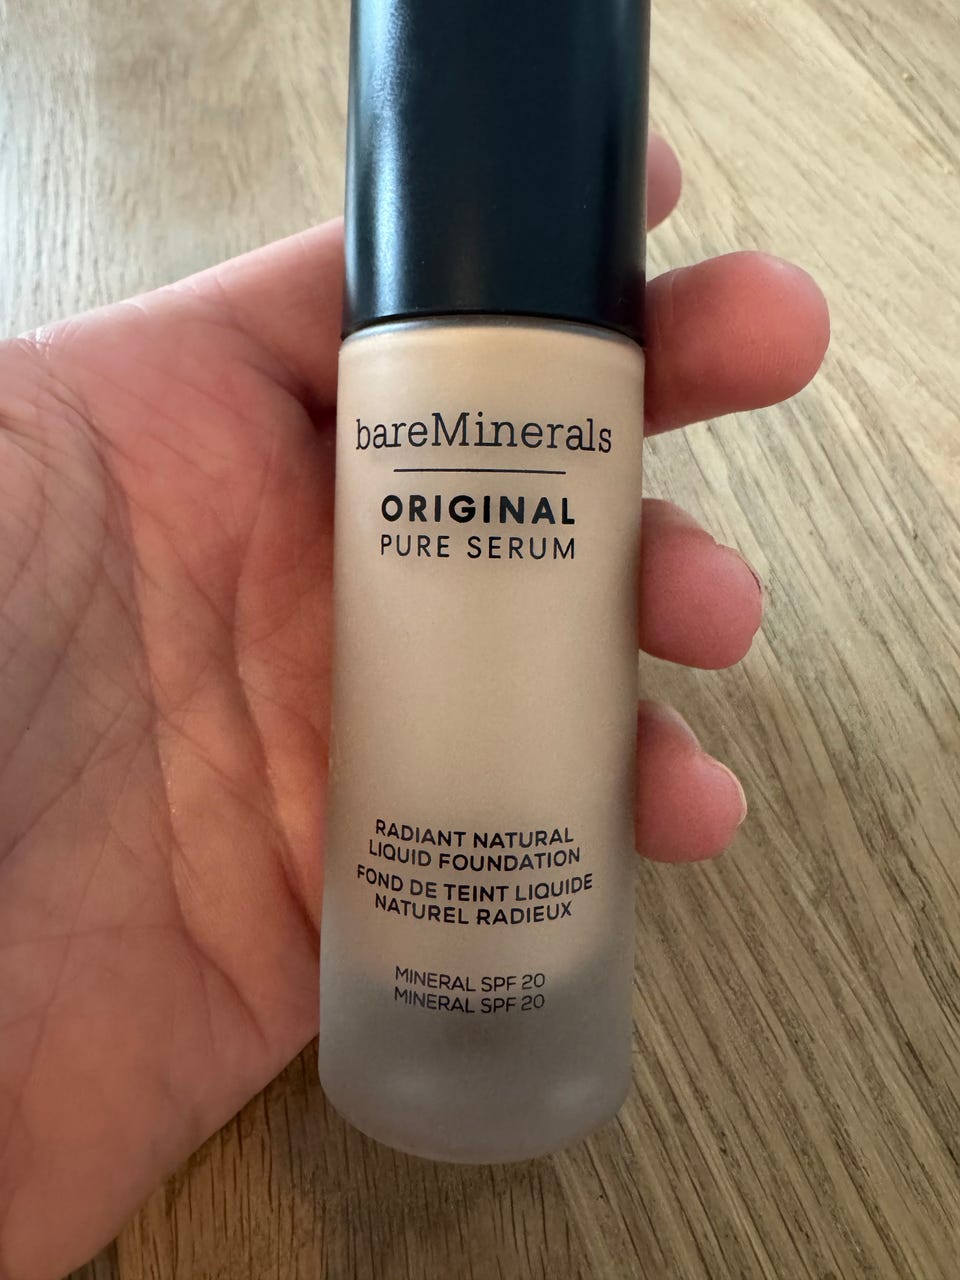 bareMinerals
ORIGINAL
PURE SERUM
RADIANT NATURAL
LIQUID FOUNDATION
FOND DE TEINT LIQUIDE
NATUREL RADIEUX
MINERAL SPF 20
MINERAL SPF 20